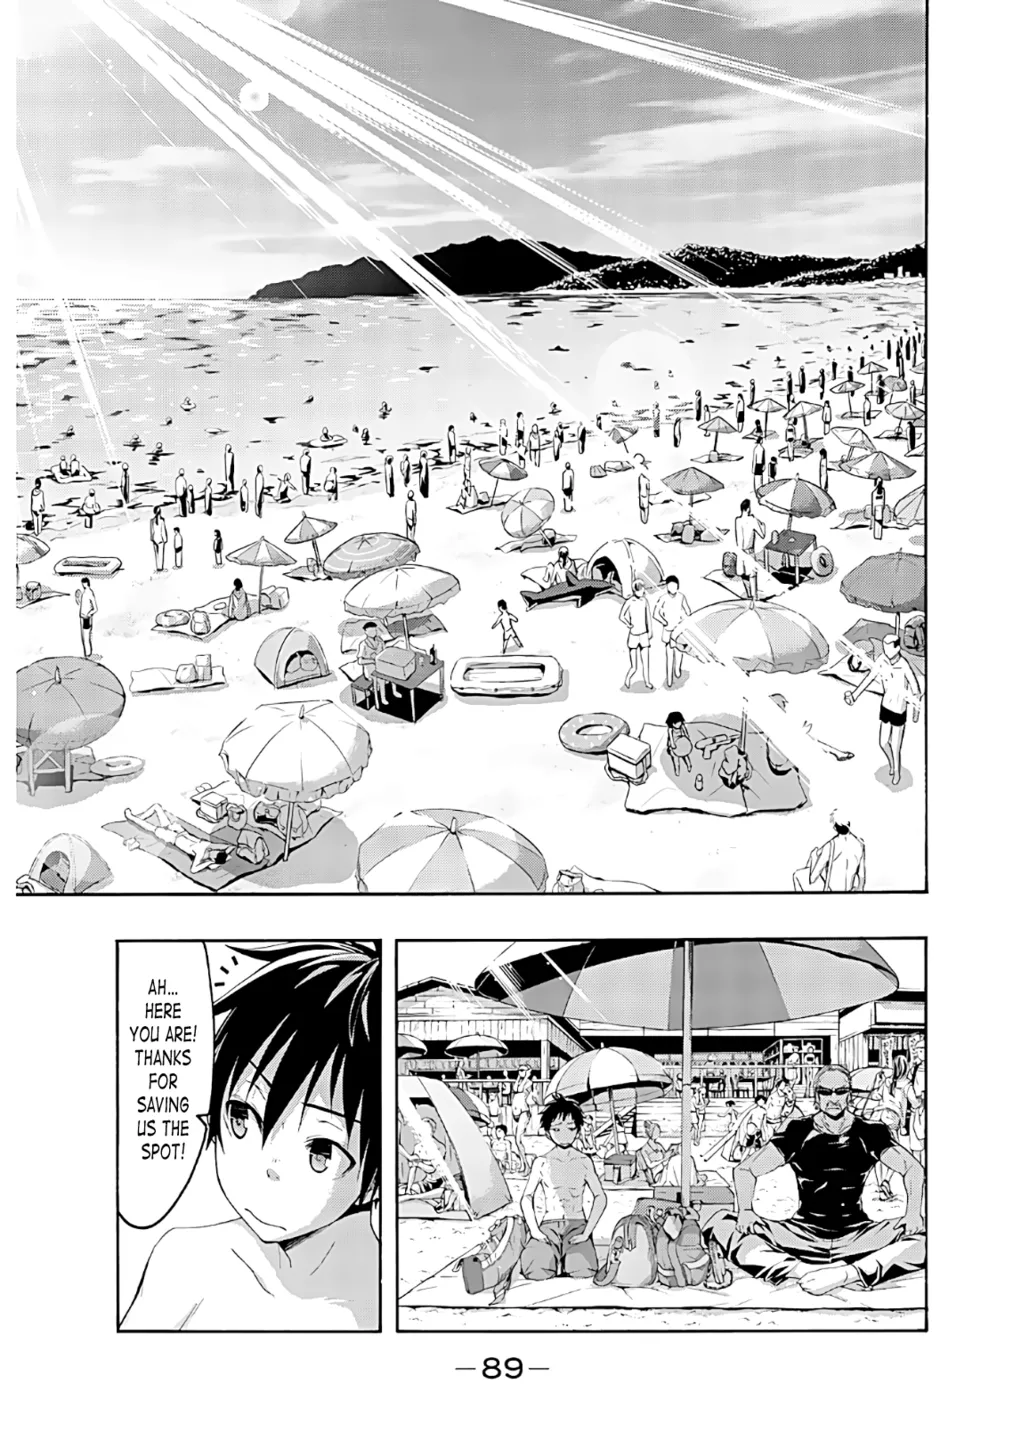 AH...
HERE
YOU ARE!
THANKS
FOR
SAVING
US THE
SPOT!
—89—